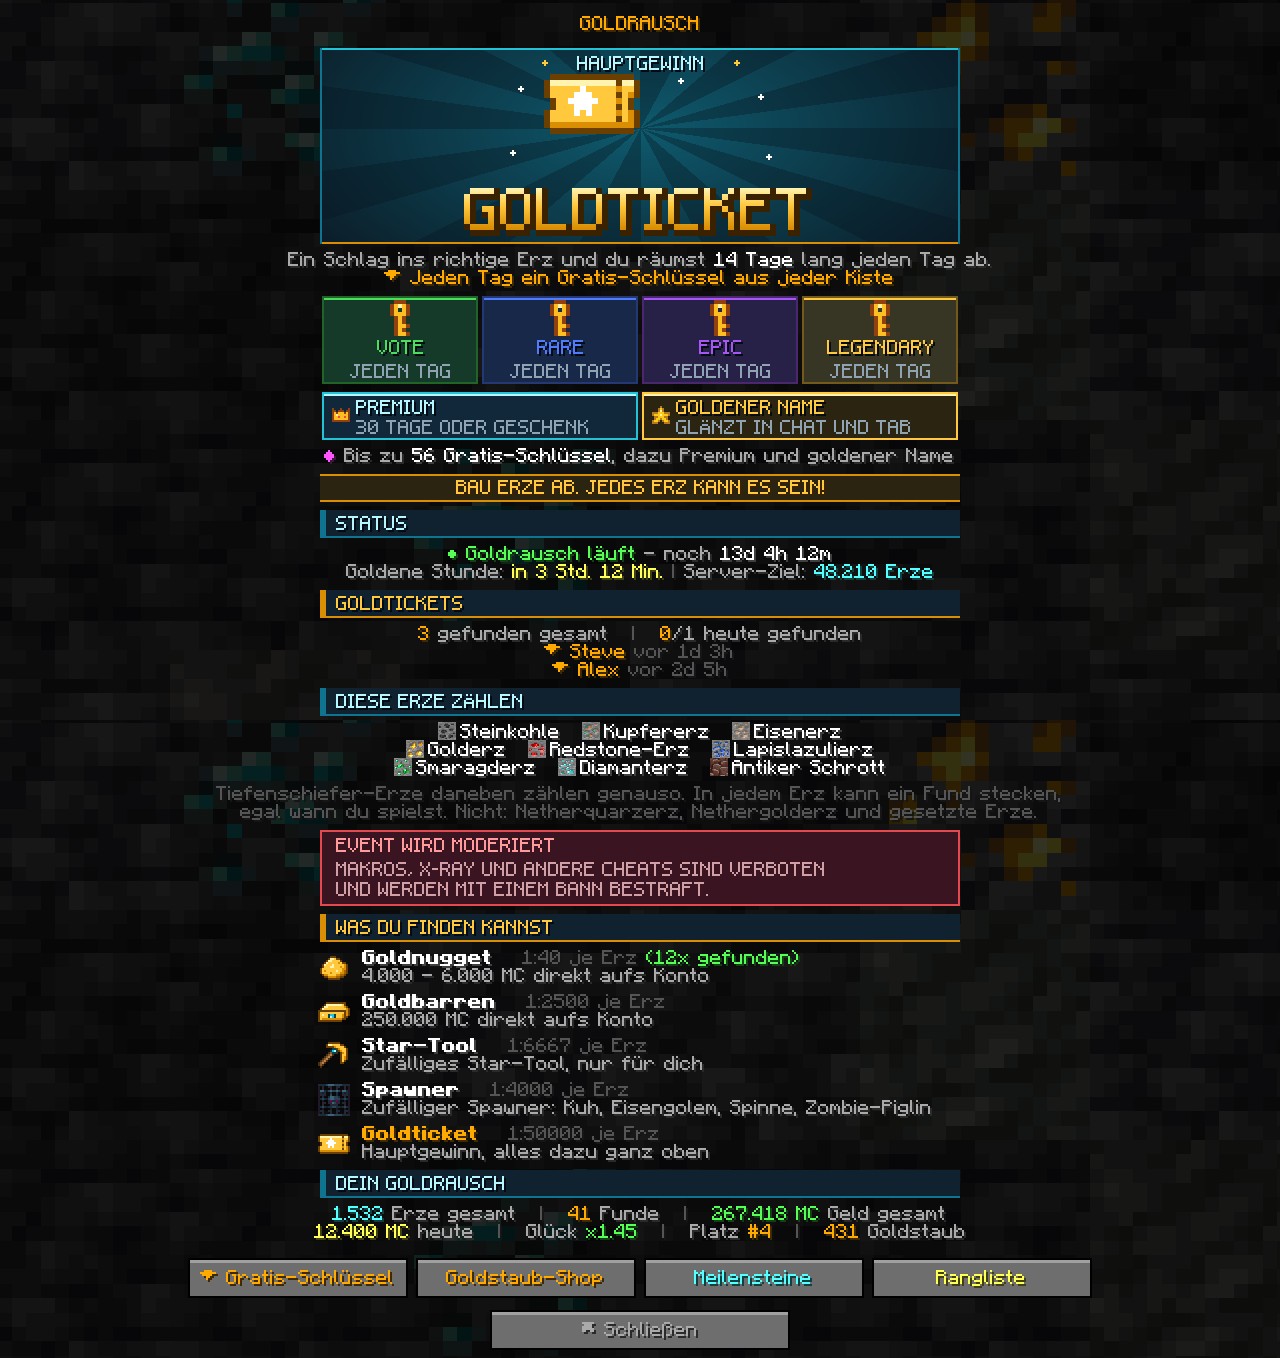 GOLDRAUSCH
HAUPTGEWINN
GOLDTICKET
Ein Schlag ins richtige Erz und du räumst 14 Tage lang jeden Tag ab.
Jeden Tag ein Gratis-Schlüssel aus jeder Kiste
VOTE
JEDEN TAG
RARE
JEDEN TAG
EPIC
JEDEN TAG
LEGENDARY
JEDEN TAG
PREMIUM
30 TAGE ODER GESCHENK
GOLDENER NAME
GLÄNZT IN CHAT UND TAB
Bis zu 56 Gratis-Schlüssel, dazu Premium und goldener Name
BAU ERZE AB. JEDES ERZ KANN ES SEIN!
STATUS
● Goldrausch läuft – noch 13d 4h 12m
Goldene Stunde: in 3 Std. 12 Min. | Server-Ziel: 48.210 Erze
GOLDTICKETS
3 gefunden gesamt | 0/1 heute gefunden
Steve vor 1d 3h
Alex vor 2d 5h
DIESE ERZE ZÄHLEN
Steinkohle Kupfererz Eisenerz
Golderz Redstone-Erz Lapislazulierz
Smaragderz Diamanterz Antiker Schrott
Tiefenschiefer-Erze daneben zählen genauso. In jedem Erz kann ein Fund stecken,
egal wann du spielst. Nicht: Netherquarzerz, Nethergolderz und gesetzte Erze.
EVENT WIRD MODERIERT
MAKROS, X-RAY UND ANDERE CHEATS SIND VERBOTEN
UND WERDEN MIT EINEM BANN BESTRAFT.
WAS DU FINDEN KANNST
Goldnugget 1:40 je Erz (12x gefunden)
4.000 – 6.000 MC direkt aufs Konto
Goldbarren 1:2500 je Erz
250.000 MC direkt aufs Konto
Star-Tool 1:6667 je Erz
Zufälliges Star-Tool, nur für dich
Spawner 1:4000 je Erz
Zufälliger Spawner: Kuh, Eisengolem, Spinne, Zombie-Piglin
Goldticket 1:50000 je Erz
Hauptgewinn, alles dazu ganz oben
DEIN GOLDRAUSCH
1.532 Erze gesamt | 41 Funde | 267.418 MC Geld gesamt
12.400 MC heute | Glück x1.45 | Platz #4 | 431 Goldstaub
Gratis-Schlüssel
Goldstaub-Shop
Meilensteine
Rangliste
Schließen